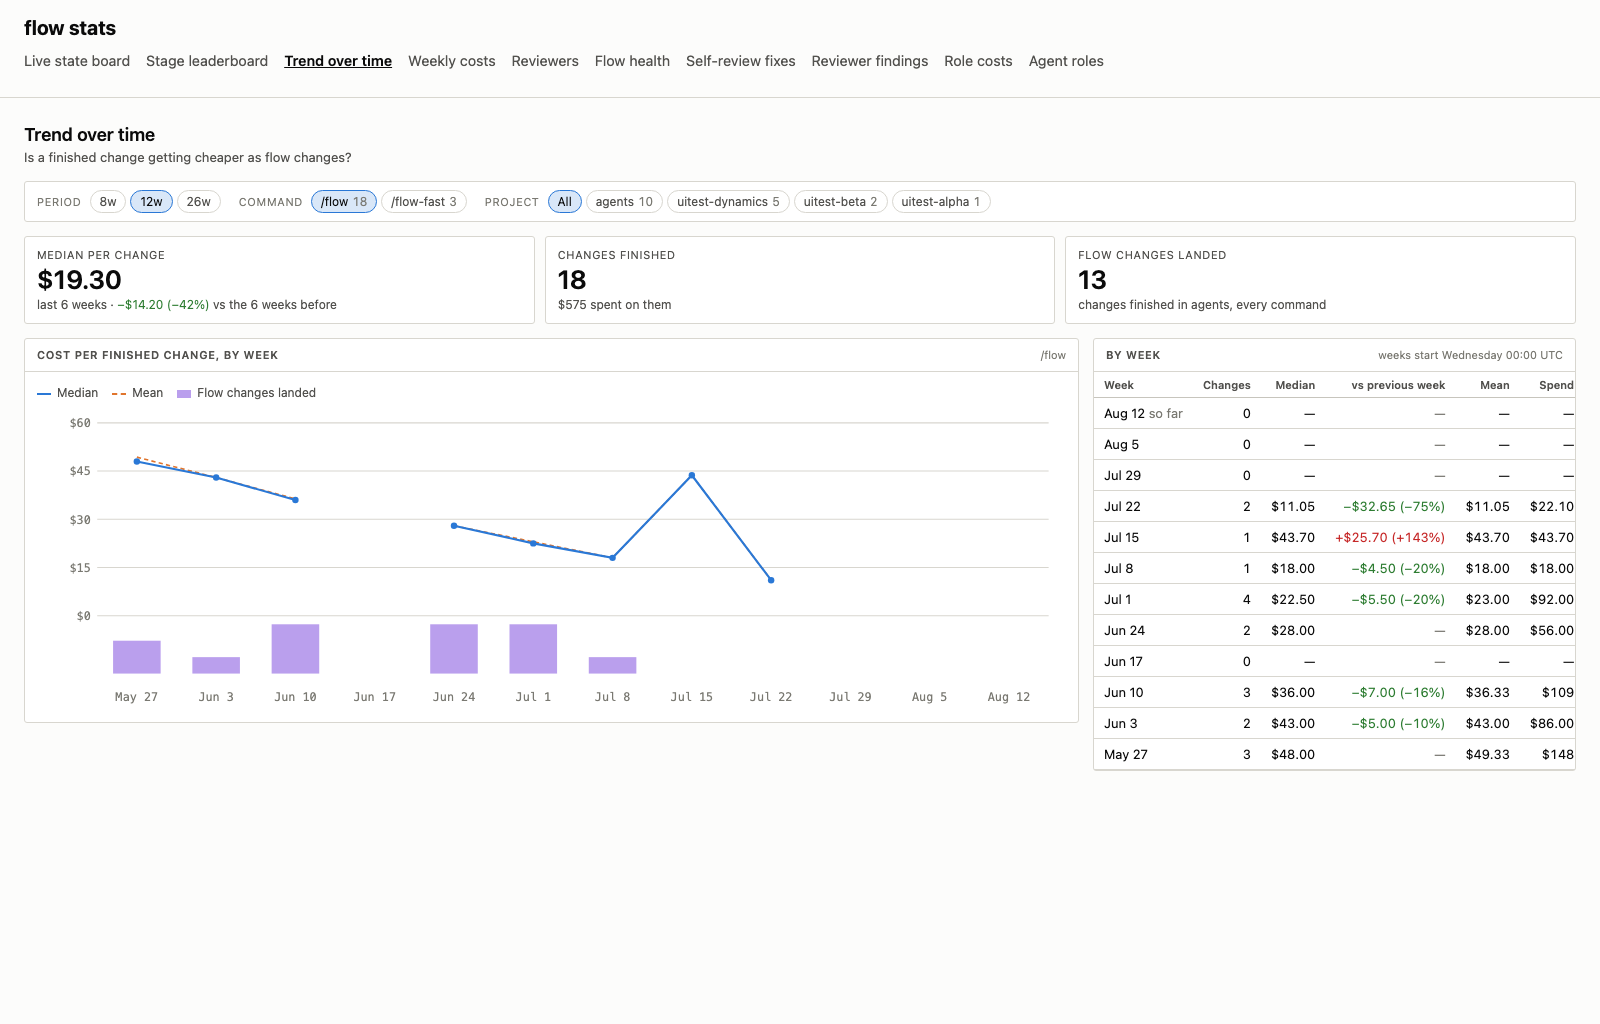 flow stats
Live state board Stage leaderboard Trend over time Weekly costs Reviewers Flow health Self-review fixes Reviewer findings Role costs Agent roles
Trend over time
Is a finished change getting cheaper as flow changes?
PERIOD 8w 12w 26w COMMAND /flow 18 /flow-fast 3 PROJECT All agents 10 uitest-dynamics 5 uitest-beta 2 uitest-alpha 1
MEDIAN PER CHANGE
$19.30
last 6 weeks · −$14.20 (−42%) vs the 6 weeks before
CHANGES FINISHED
18
$575 spent on them
FLOW CHANGES LANDED
13
changes finished in agents, every command
COST PER FINISHED CHANGE, BY WEEK /flow
Median Mean Flow changes landed
$60
$45
$30
$15
$0
May 27 Jun 3 Jun 10 Jun 17 Jun 24 Jul 1 Jul 8 Jul 15 Jul 22 Jul 29 Aug 5 Aug 12
BY WEEK weeks start Wednesday 00:00 UTC
Week Changes Median vs previous week Mean Spend
Aug 12 so far 0 — — — —
Aug 5 0 — — — —
Jul 29 0 — — — —
Jul 22 2 $11.05 −$32.65 (−75%) $11.05 $22.10
Jul 15 1 $43.70 +$25.70 (+143%) $43.70 $43.70
Jul 8 1 $18.00 −$4.50 (−20%) $18.00 $18.00
Jul 1 4 $22.50 −$5.50 (−20%) $23.00 $92.00
Jun 24 2 $28.00 — $28.00 $56.00
Jun 17 0 — — — —
Jun 10 3 $36.00 −$7.00 (−16%) $36.33 $109
Jun 3 2 $43.00 −$5.00 (−10%) $43.00 $86.00
May 27 3 $48.00 — $49.33 $148